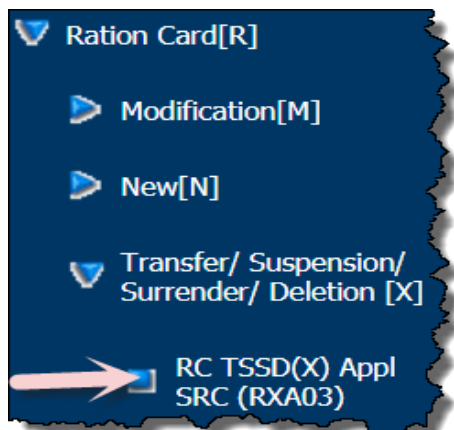 Ration Card[R]
Modification[M]
New[N]
Transfer/ Suspension/
Surrender/ Deletion [X]
RC TSSD(X) Appl
SRC (RXA03)